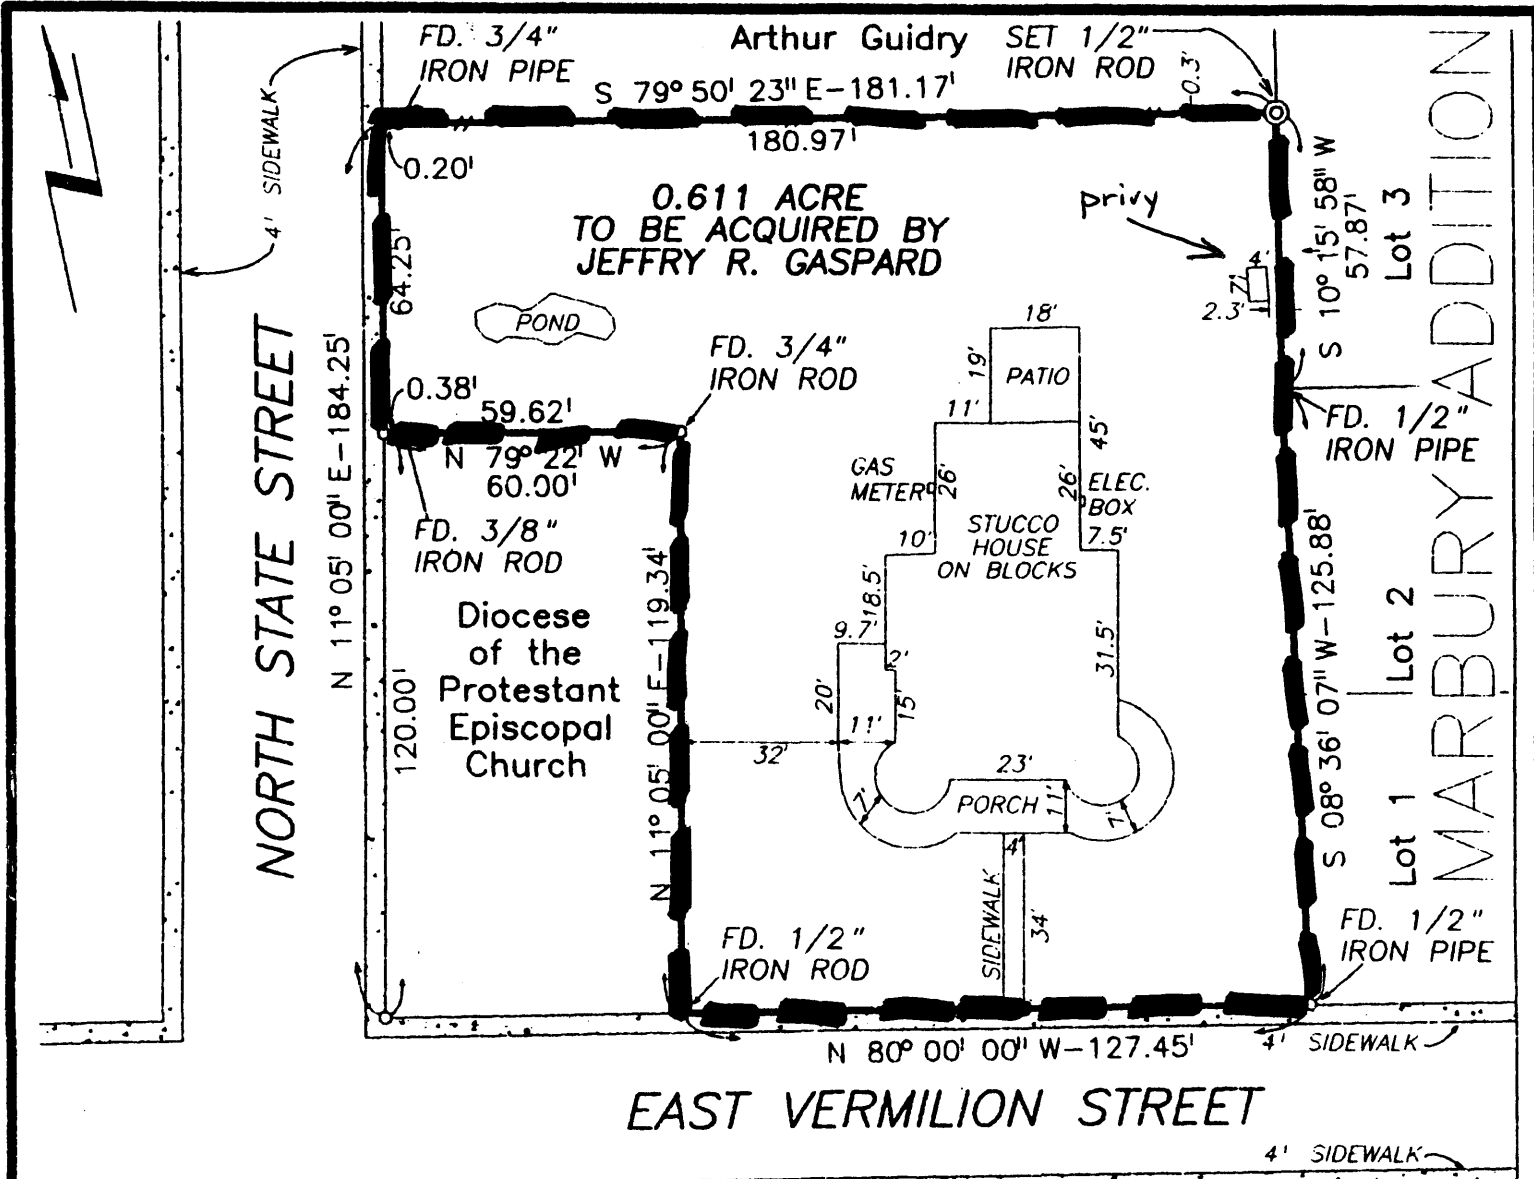 FD. 3/4"
IRON PIPE
Arthur Guidry
SET 1/2"
IRON ROD
S 79° 50' 23" E-181.17'
180.97'
0.3'
4' SIDEWALK
0.20'
0.611 ACRE
TO BE ACQUIRED BY
JEFFRY R. GASPARD
privy
4'
7'
2.3'
S 10° 15' 58" W
57.87'
Lot 3
64.25'
POND
FD. 3/4"
IRON ROD
18'
19'
PATIO
11'
45'
0.38'
59.62'
N 79° 22' W
60.00'
FD. 3/8"
IRON ROD
FD. 1/2"
IRON PIPE
GAS
METER
26'
26'
ELEC.
BOX
STUCCO
HOUSE
ON BLOCKS
10'
7.5'
18.5'
9.7'
2'
20'
11'
15'
31.5'
32'
23'
PORCH
11'
7'
7'
4'
SIDEWALK
34'
NORTH STATE STREET
N 11° 05' 00" E-184.25'
120.00'
Diocese
of the
Protestant
Episcopal
Church
N 11° 05' 00" E-119.34'
S 08° 36' 07" W-125.88'
Lot 2
Lot 1
MARBURY ADDITION
FD. 1/2"
IRON ROD
FD. 1/2"
IRON PIPE
N 80° 00' 00" W-127.45'
4' SIDEWALK
EAST VERMILION STREET
4' SIDEWALK